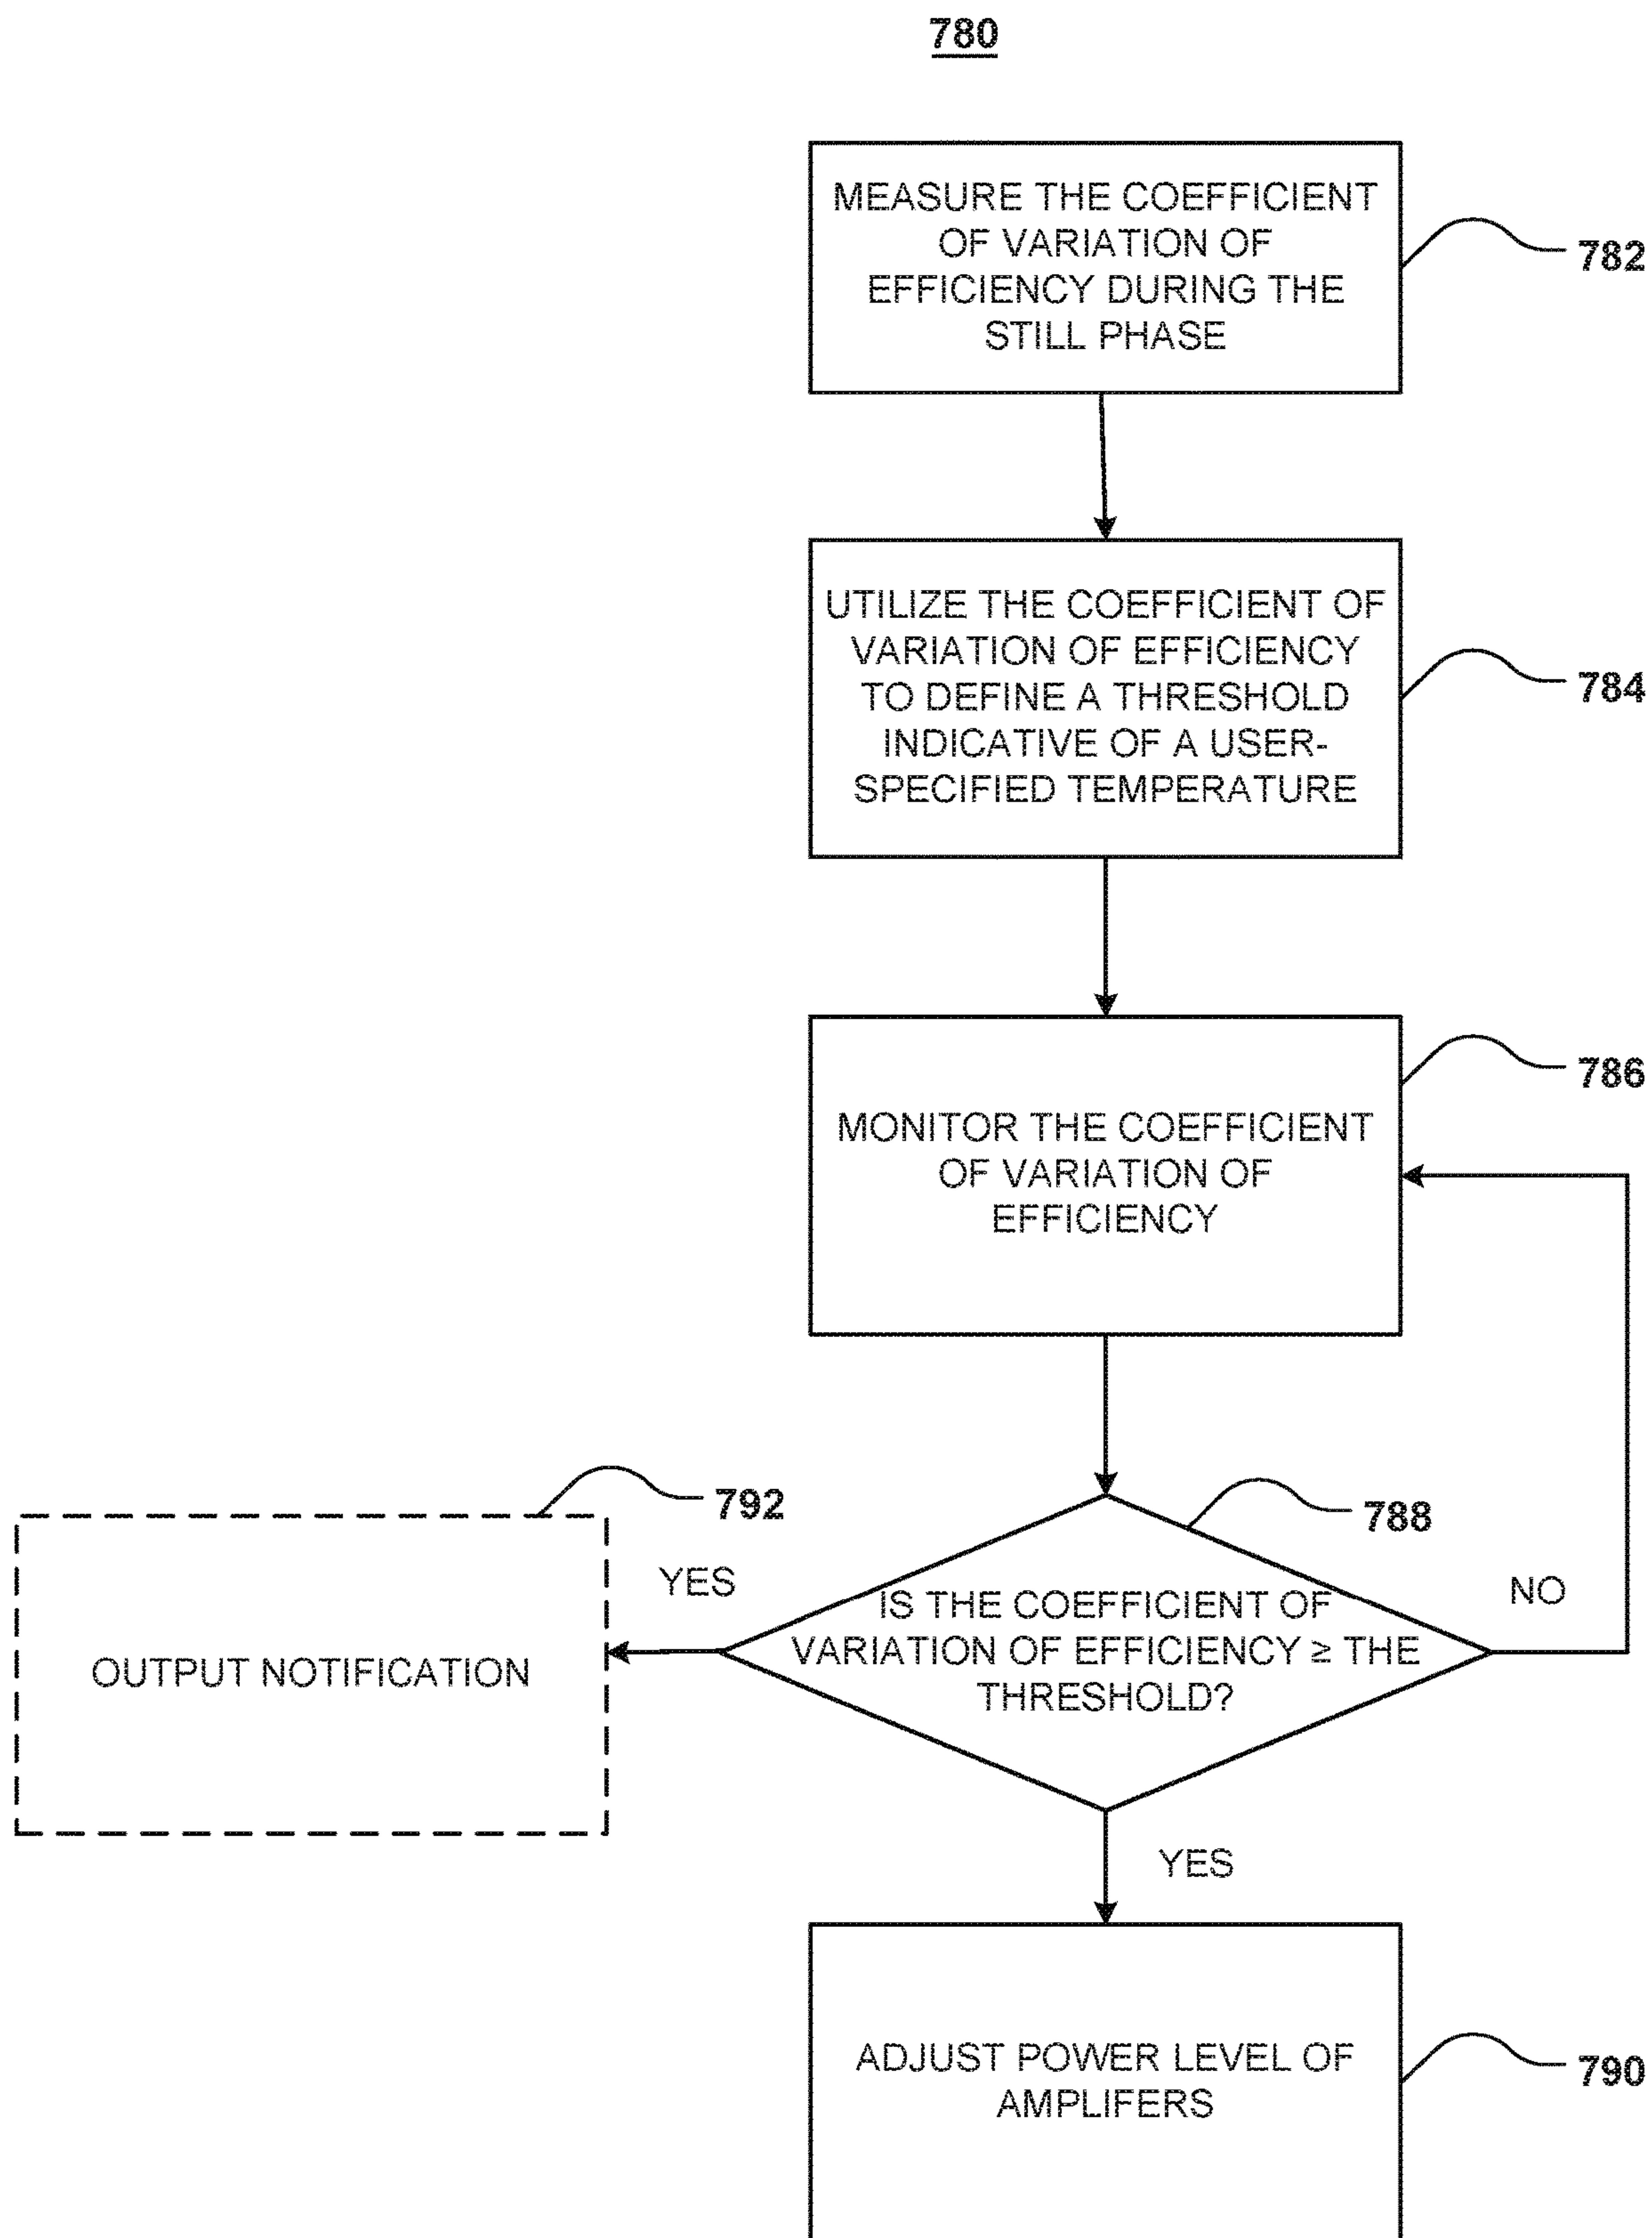 780
MEASURE THE COEFFICIENT
OF VARIATION OF
EFFICIENCY DURING THE
STILL PHASE
782
UTILIZE THE COEFFICIENT OF
VARIATION OF EFFICIENCY
TO DEFINE A THRESHOLD
INDICATIVE OF A USER-
SPECIFIED TEMPERATURE
784
MONITOR THE COEFFICIENT
OF VARIATION OF
EFFICIENCY
786
792
788
YES
NO
IS THE COEFFICIENT OF
VARIATION OF EFFICIENCY ≥ THE
THRESHOLD?
OUTPUT NOTIFICATION
YES
ADJUST POWER LEVEL OF
AMPLIFERS
790